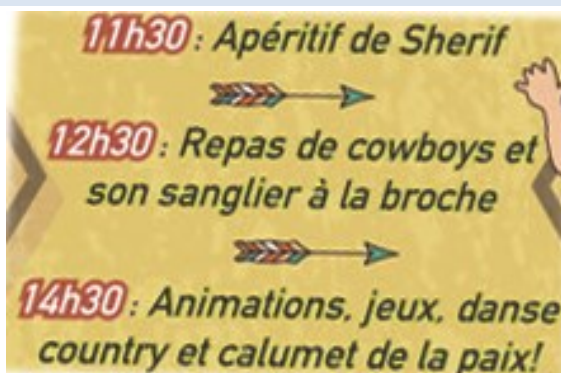 11h30 : Apéritif de Sherif
12h30 : Repas de cowboys et
son sanglier à la broche
14h30 : Animations, jeux, danse
country et calumet de la paix!